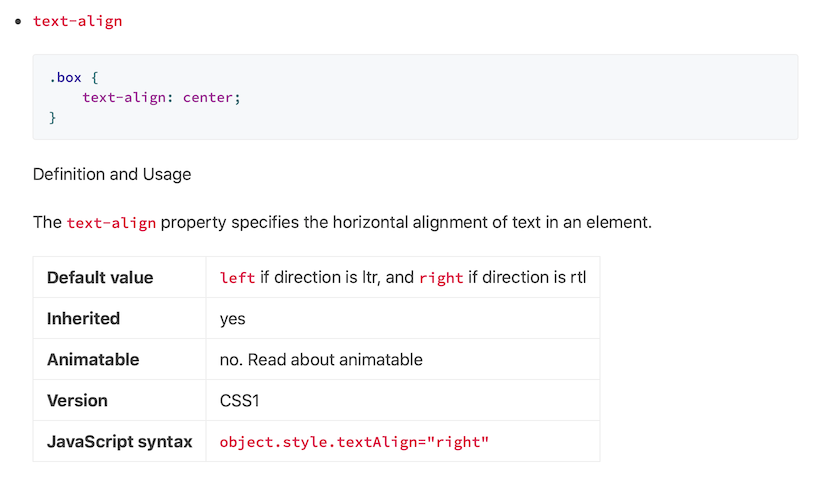 text-align
.box {
    text-align: center;
}
Definition and Usage
The text-align property specifies the horizontal alignment of text in an element.
Default value left if direction is ltr, and right if direction is rtl
Inherited yes
Animatable no. Read about animatable
Version CSS1
JavaScript syntax object.style.textAlign="right"